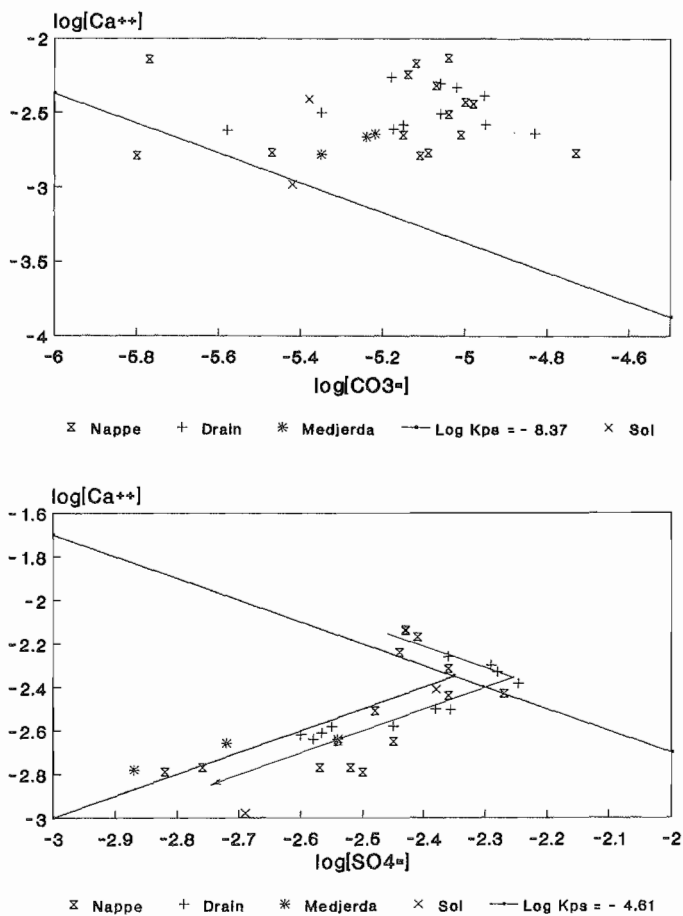 log[Ca++]
-2
-2.5
-3
-3.5
-4
-6 -5.8 -5.6 -5.4 -5.2 -5 -4.8 -4.6
log[CO3=]
Nappe Drain Medjerda Log Kps = - 8.37 Sol
log[Ca++]
-1.6
-1.8
-2
-2.2
-2.4
-2.6
-2.8
-3
-3 -2.9 -2.8 -2.7 -2.6 -2.5 -2.4 -2.3 -2.2 -2.1 -2
log[SO4=]
Nappe Drain Medjerda Sol Log Kps = - 4.61